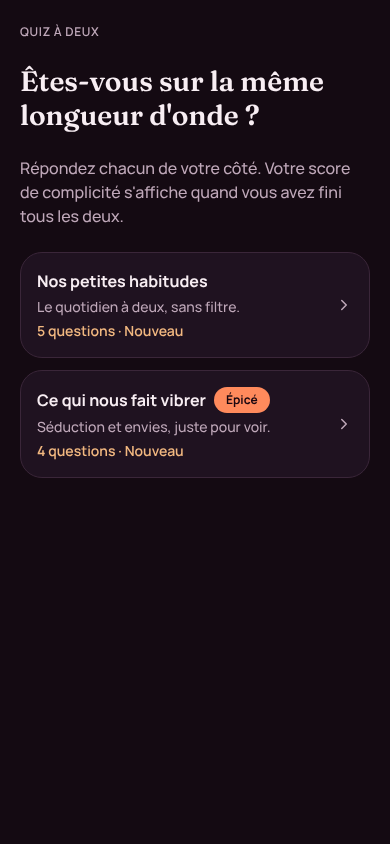 QUIZ À DEUX
Êtes-vous sur la même
longueur d'onde ?
Répondez chacun de votre côté. Votre score
de complicité s'affiche quand vous avez fini
tous les deux.
Nos petites habitudes
Le quotidien à deux, sans filtre.
5 questions · Nouveau
Ce qui nous fait vibrer Épicé
Séduction et envies, juste pour voir.
4 questions · Nouveau